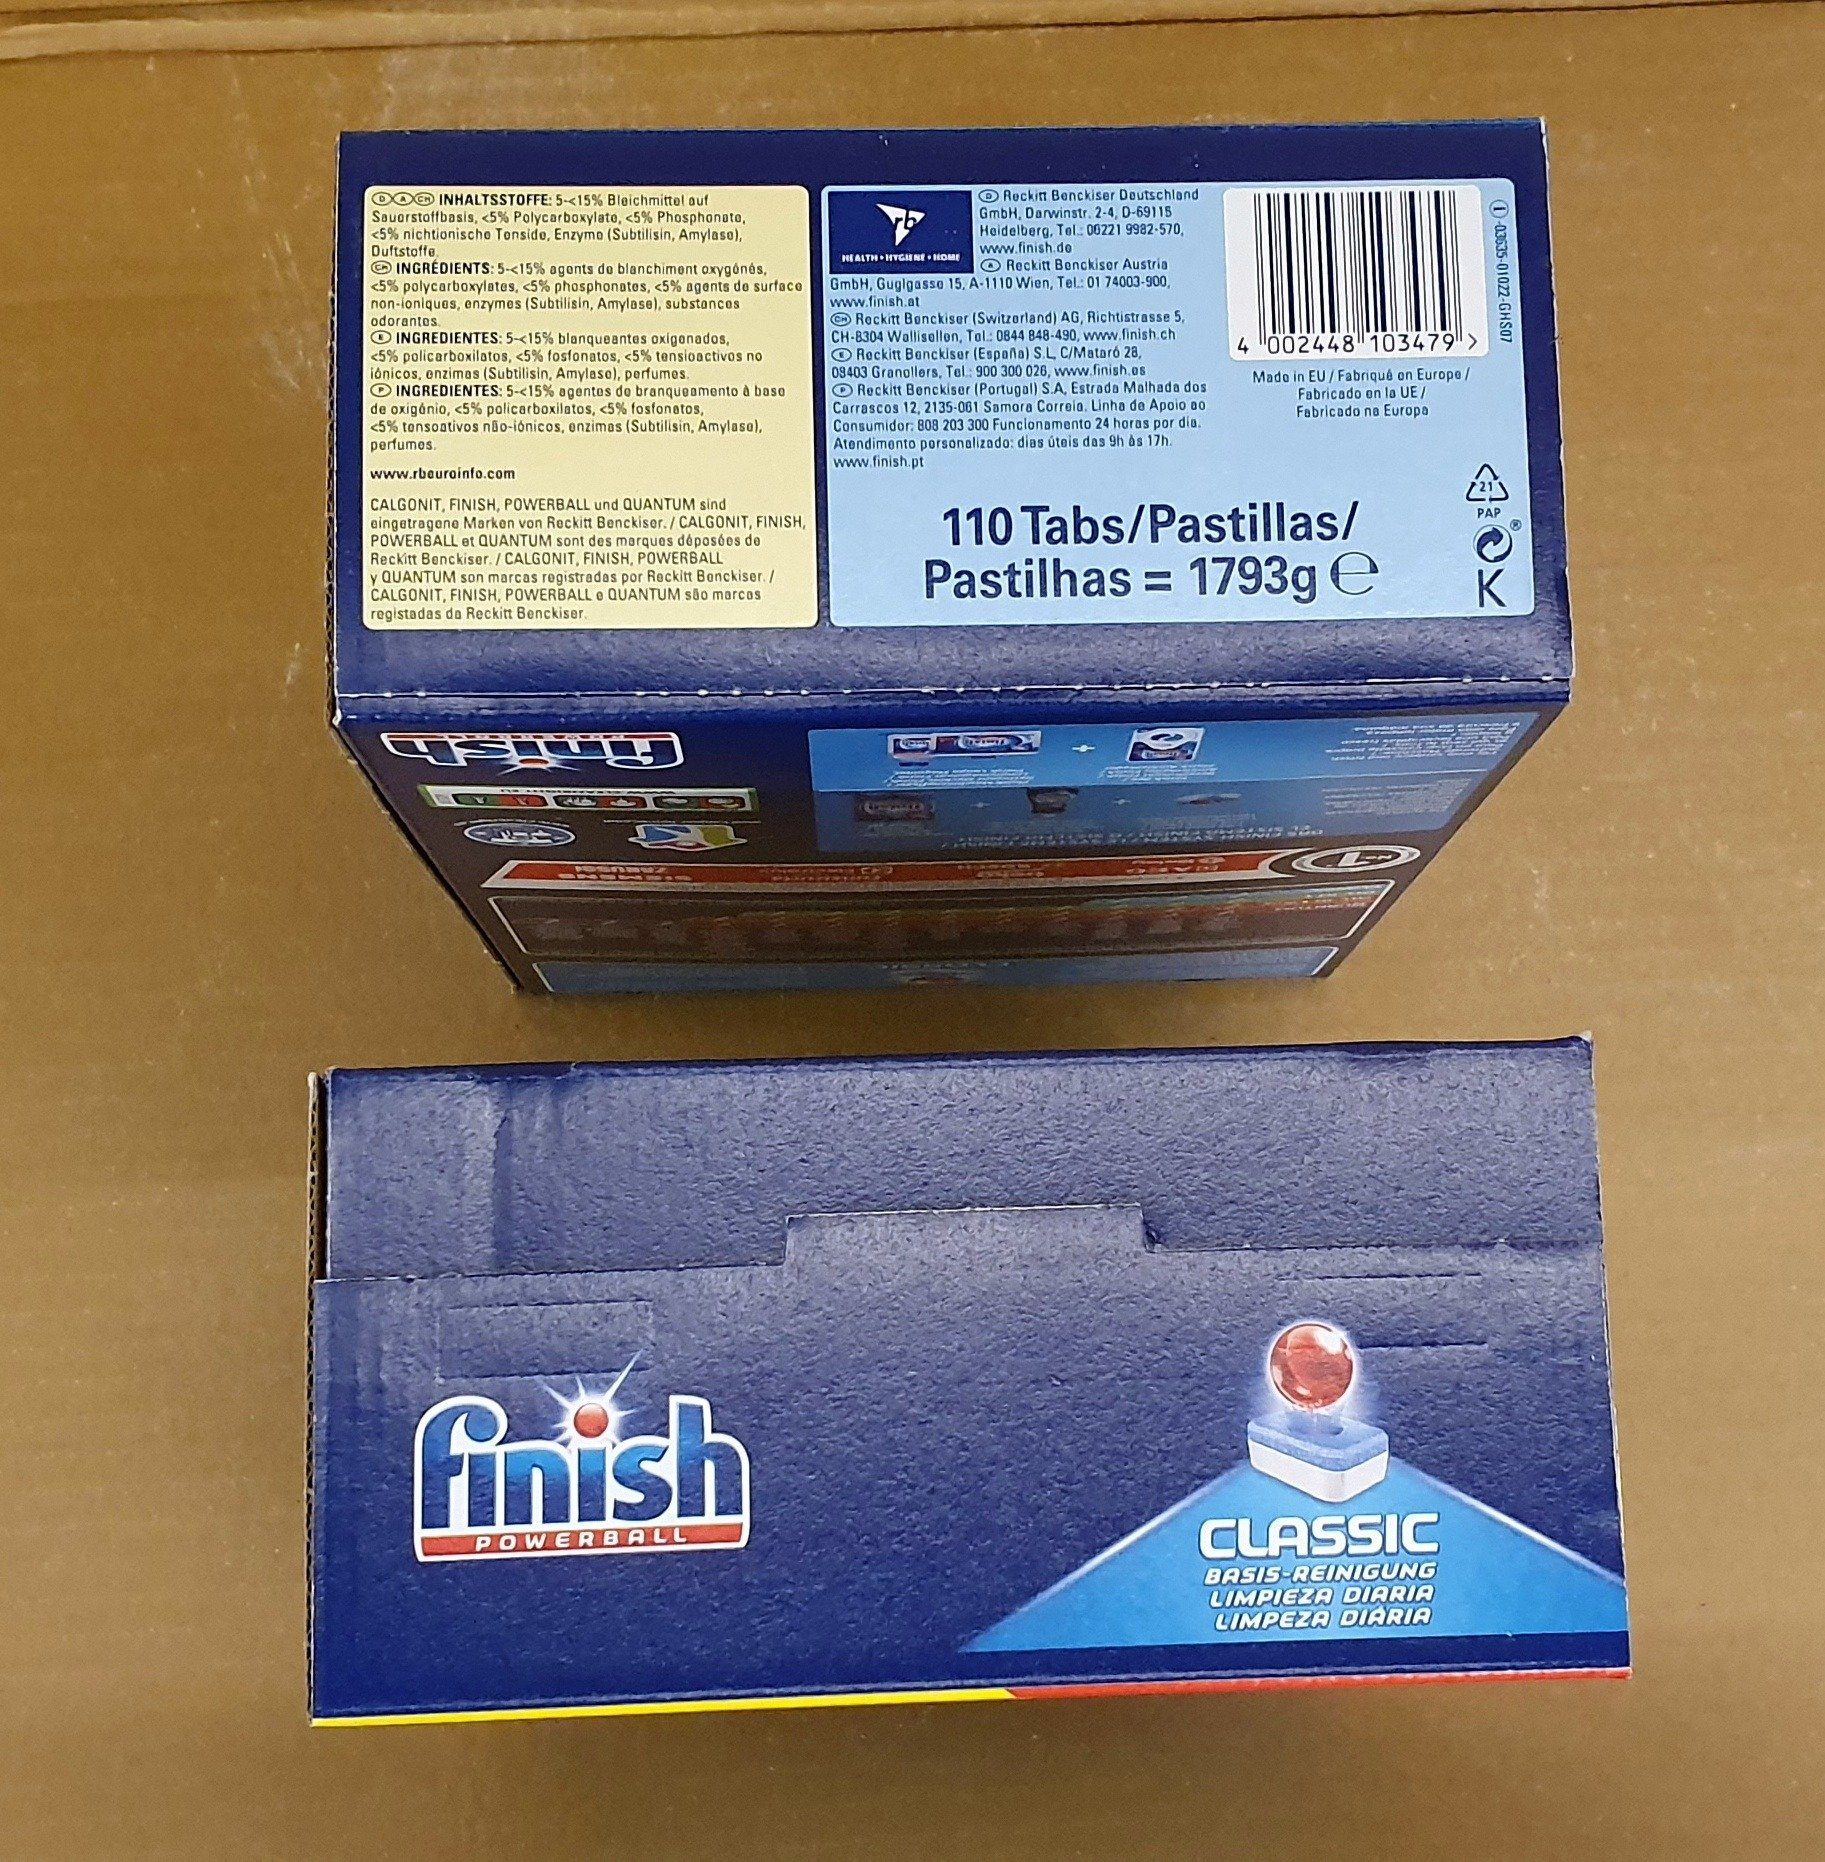 D A CH INHALTSSTOFFE: 5-<15% Bleichmittel auf
Sauerstoffbasis, <5% Polycarboxylate, <5% Phosphonate,
<5% nichtionische Tenside, Enzyme (Subtilisin, Amylase),
Duftstoffe.
CH INGRÉDIENTS: 5-<15% agents de blanchiment oxygénés,
<5% polycarboxylates, <5% phosphonates, <5% agents de surface
non-ioniques, enzymes (Subtilisin, Amylase), substances
odorantes.
E INGREDIENTES: 5-<15% blanqueantes oxigenados,
<5% policarboxilatos, <5% fosfonatos, <5% tensioactivos no
iónicos, enzimas (Subtilisin, Amylase), perfumes.
P INGREDIENTES: 5-<15% agentes de branqueamento à base
de oxigénio, <5% policarboxilatos, <5% fosfonatos,
<5% tensoativos não-iónicos, enzimas (Subtilisin, Amylase),
perfumes.
www.rbeuroinfo.com
CALGONIT, FINISH, POWERBALL und QUANTUM sind
eingetragene Marken von Reckitt Benckiser. / CALGONIT, FINISH,
POWERBALL et QUANTUM sont des marques déposées de
Reckitt Benckiser. / CALGONIT, FINISH, POWERBALL
y QUANTUM son marcas registradas por Reckitt Benckiser. /
CALGONIT, FINISH, POWERBALL e QUANTUM são marcas
registadas da Reckitt Benckiser.
rb
HEALTH • HYGIENE • HOME
D Reckitt Benckiser Deutschland
GmbH, Darwinstr. 2-4, D-69115
Heidelberg, Tel.: 06221 9982-570,
www.finish.de
A Reckitt Benckiser Austria
GmbH, Guglgasse 15, A-1110 Wien, Tel.: 01 74003-900,
www.finish.at
CH Reckitt Benckiser (Switzerland) AG, Richtistrasse 5,
CH-8304 Wallisellen, Tel.: 0844 848-490, www.finish.ch
E Reckitt Benckiser (España) S.L, C/Mataró 28,
08403 Granollers, Tel.: 900 300 026, www.finish.es
P Reckitt Benckiser (Portugal) S.A, Estrada Malhada dos
Carrascos 12, 2135-061 Samora Correia. Linha de Apoio ao
Consumidor: 808 203 300 Funcionamento 24 horas por dia.
Atendimento personalizado: dias úteis das 9h às 17h.
www.finish.pt
4 002448 103479 >
Made in EU / Fabriqué en Europe /
Fabricado en la UE /
Fabricado na Europa
-03635-01022-GHS07
110 Tabs/Pastillas/
Pastilhas = 1793g ℮
21
PAP
®
K
finish
POWERBALL
N°1
SIEMENS
finish
POWERBALL
CLASSIC
BASIS-REINIGUNG
LIMPIEZA DIARIA
LIMPEZA DIÁRIA